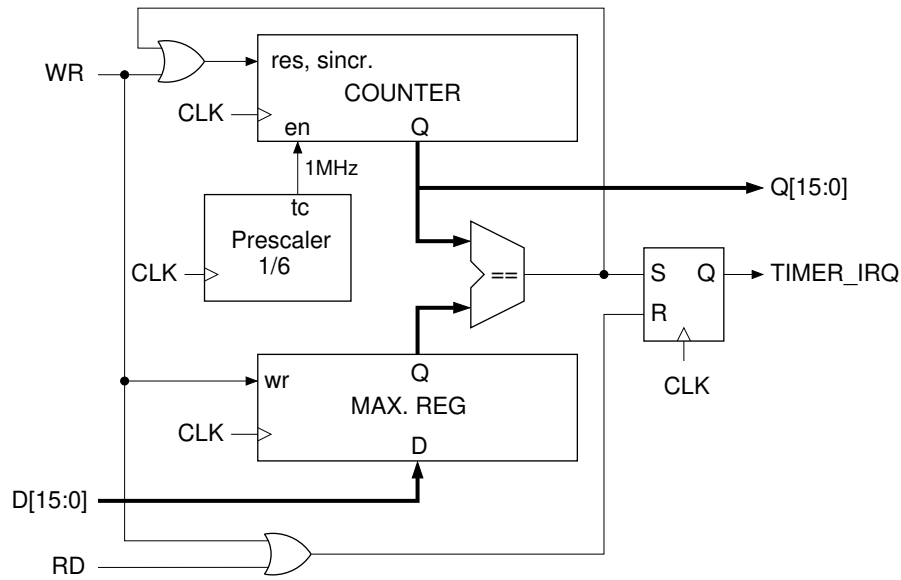 WR
res, sincr.
COUNTER
CLK
en
Q
1MHz
Q[15:0]
tc
Prescaler
1/6
CLK
==
S
Q
TIMER_IRQ
R
CLK
Q
wr
MAX. REG
CLK
D
D[15:0]
RD